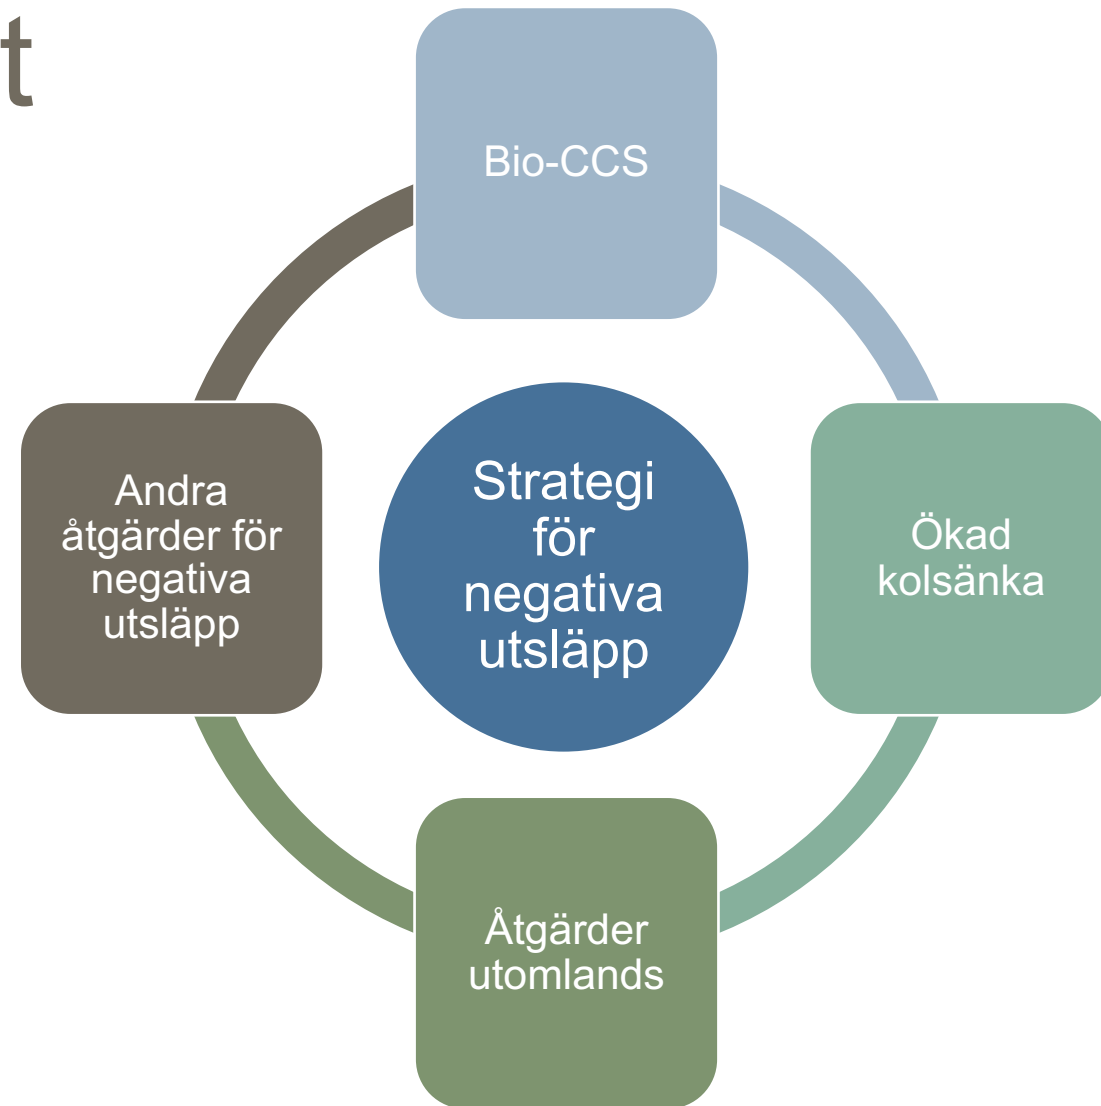 t
Bio-CCS
Andra
åtgärder för
negativa
utsläpp
Strategi
för
negativa
utsläpp
Ökad
kolsänka
Åtgärder
utomlands